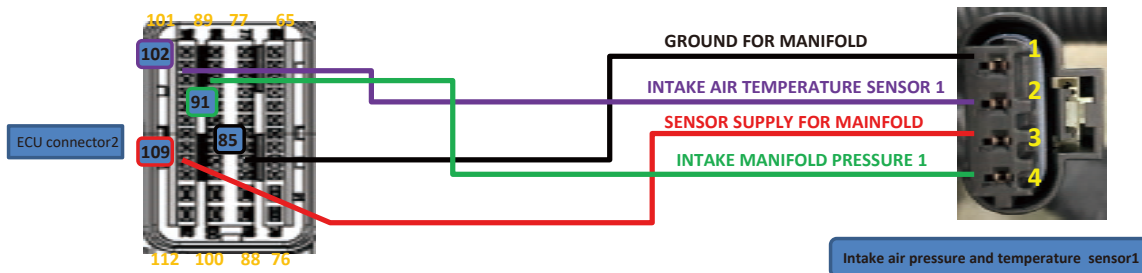 101 89 77 65
102
91
85
ECU connector2
109
112 100 88 76
GROUND FOR MANIFOLD
INTAKE AIR TEMPERATURE SENSOR 1
SENSOR SUPPLY FOR MAINFOLD
INTAKE MANIFOLD PRESSURE 1
1
2
3
4
Intake air pressure and temperature sensor1